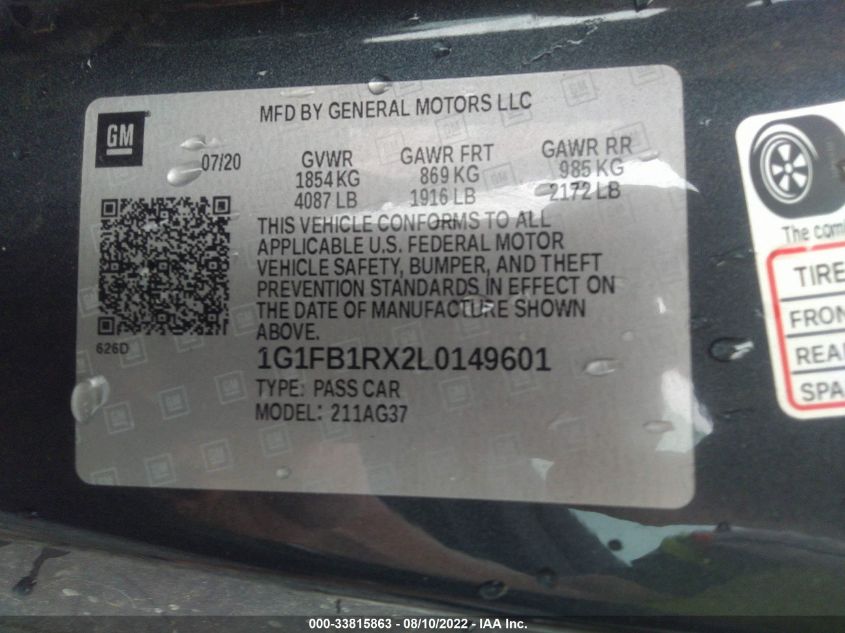 MFD BY GENERAL MOTORS LLC
GM
07/20 GVWR GAWR FRT GAWR RR
1854 KG 869 KG 985 KG
4087 LB 1916 LB 2172 LB
THIS VEHICLE CONFORMS TO ALL
APPLICABLE U.S. FEDERAL MOTOR
VEHICLE SAFETY, BUMPER, AND THEFT
PREVENTION STANDARDS IN EFFECT ON
THE DATE OF MANUFACTURE SHOWN
ABOVE.
626D
1G1FB1RX2L0149601
TYPE: PASS CAR
MODEL: 211AG37
The comb
TIRE
FRON
REAR
SPA
000-33815863 - 08/10/2022 - IAA Inc.